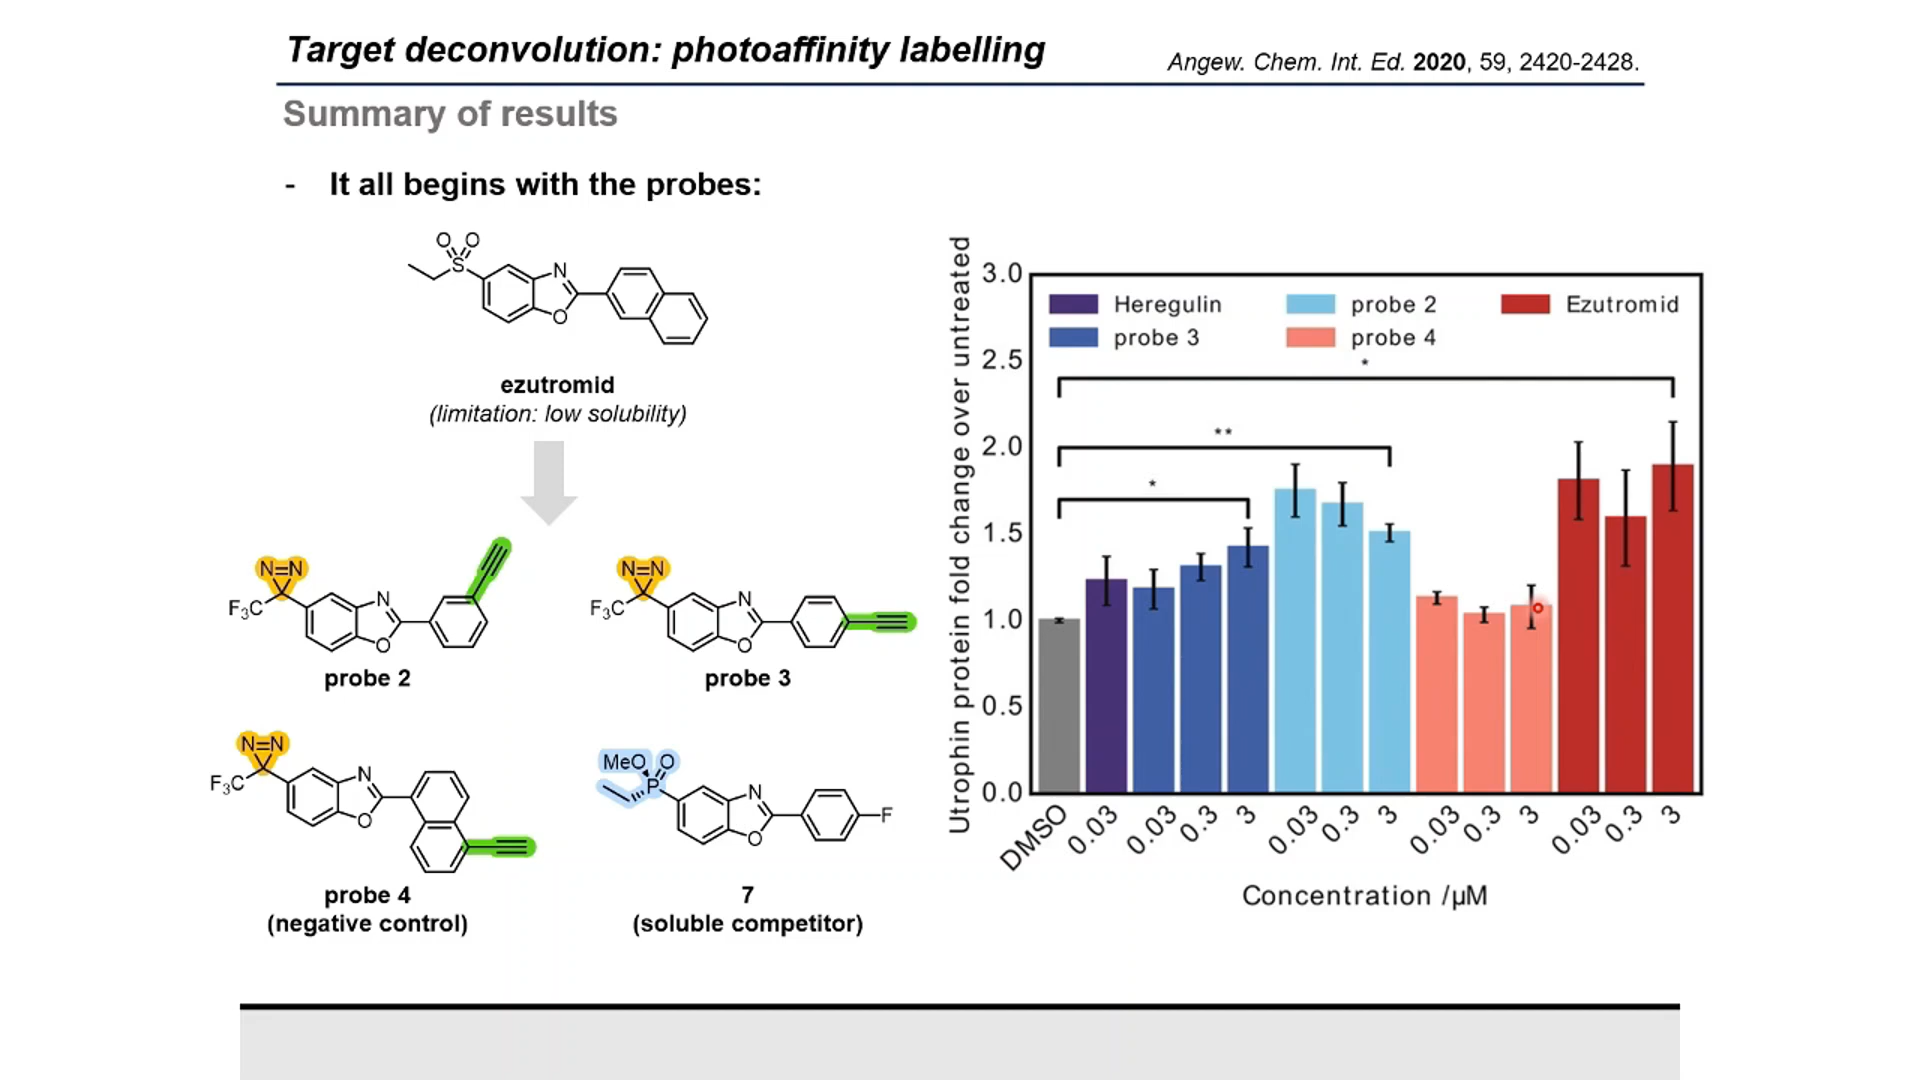 Target deconvolution: photoaffinity labelling
Angew. Chem. Int. Ed. 2020, 59, 2420-2428.
Summary of results
- It all begins with the probes:
O O
S
N
O
ezutromid
(limitation: low solubility)
N=N
F3C
N
O
probe 2
N=N
F3C
N
O
probe 3
N=N
F3C
N
O
probe 4
(negative control)
MeO O
P
N
O
F
7
(soluble competitor)
Utrophin protein fold change over untreated
3.0
2.5
2.0
1.5
1.0
0.5
0.0
Heregulin
probe 2
Ezutromid
probe 3
probe 4
*
**
*
DMSO
0.03
0.03
0.3
3
0.03
0.3
3
0.03
0.3
3
0.03
0.3
3
Concentration /µM